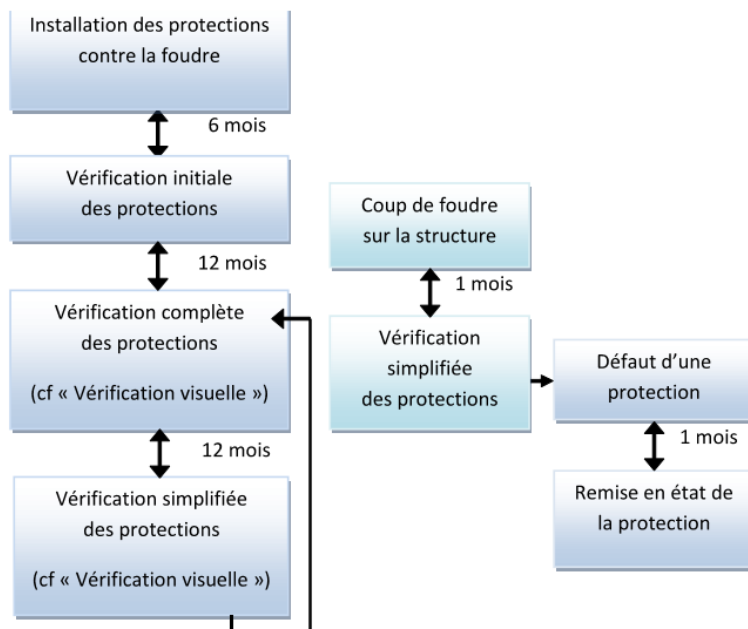 Installation des protections
contre la foudre
6 mois
Vérification initiale
des protections
12 mois
Vérification complète
des protections
(cf « Vérification visuelle »)
12 mois
Vérification simplifiée
des protections
(cf « Vérification visuelle »)
Coup de foudre
sur la structure
1 mois
Vérification
simplifiée
des protections
Défaut d’une
protection
1 mois
Remise en état de
la protection